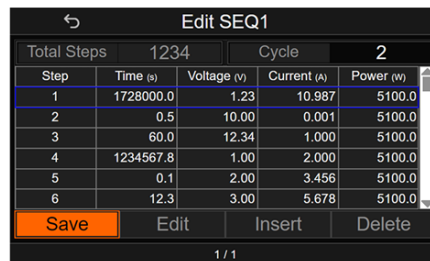 Edit SEQ1
Total Steps 1234 Cycle 2
Step Time (s) Voltage (V) Current (A) Power (W)
1 1728000.0 1.23 10.987 5100.0
2 0.5 10.00 0.001 5100.0
3 60.0 12.34 1.000 5100.0
4 1234567.8 1.00 2.000 5100.0
5 0.1 2.00 3.456 5100.0
6 12.3 3.00 5.678 5100.0
Save Edit Insert Delete
1 / 1